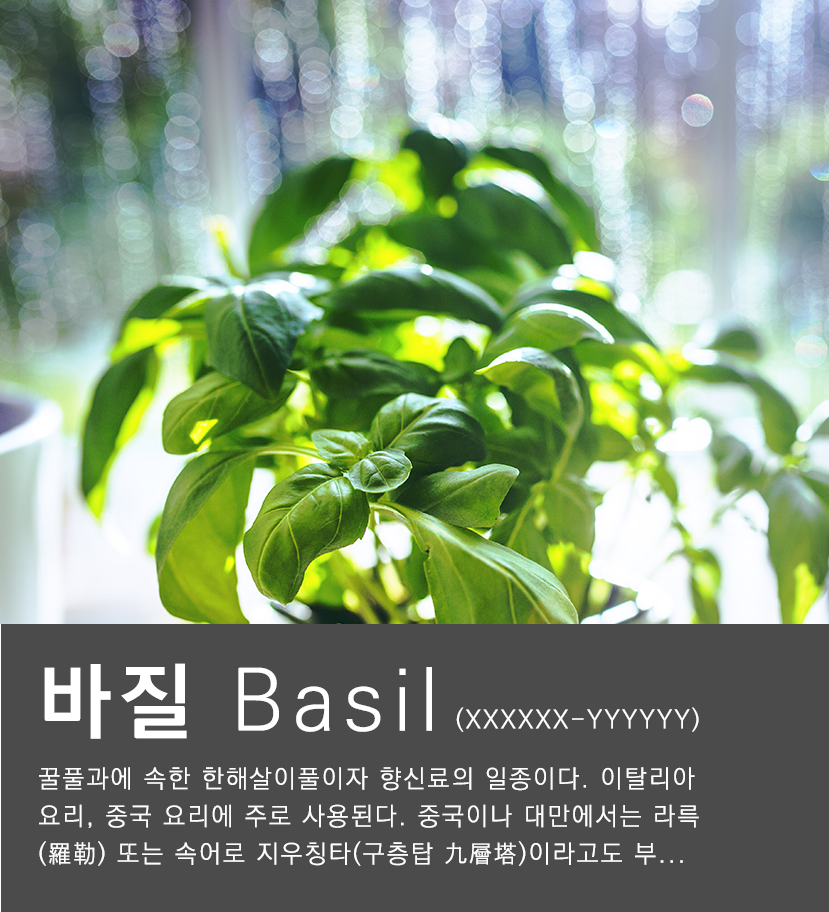 바질 Basil (XXXXXX-YYYYYY)
꿀풀과에 속한 한해살이풀이자 향신료의 일종이다. 이탈리아
요리, 중국 요리에 주로 사용된다. 중국이나 대만에서는 라륵
(羅勒) 또는 속어로 지우칭타(구층탑 九層塔)이라고도 부...